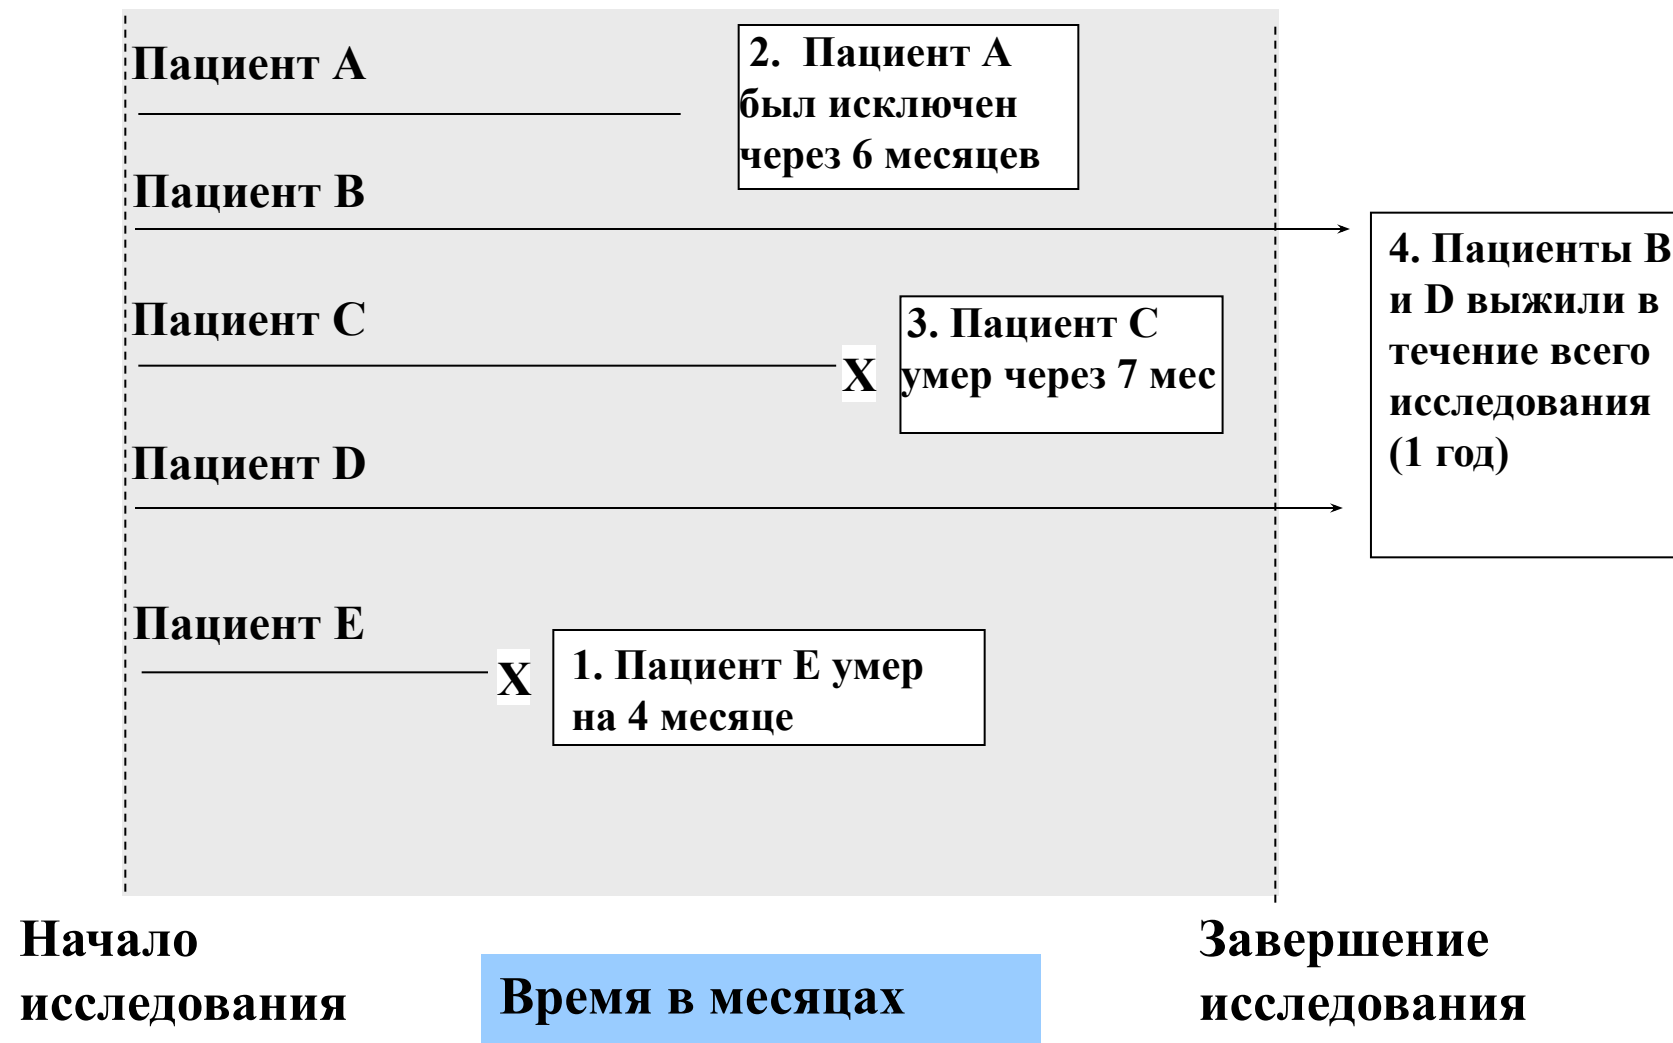 Пациент A
2. Пациент A
был исключен
через 6 месяцев
Пациент B
4. Пациенты B
и D выжили в
течение всего
исследования
(1 год)
Пациент C
3. Пациент C
умер через 7 мес
X
Пациент D
Пациент E
X
1. Пациент E умер
на 4 месяце
Начало
исследования
Время в месяцах
Завершение
исследования